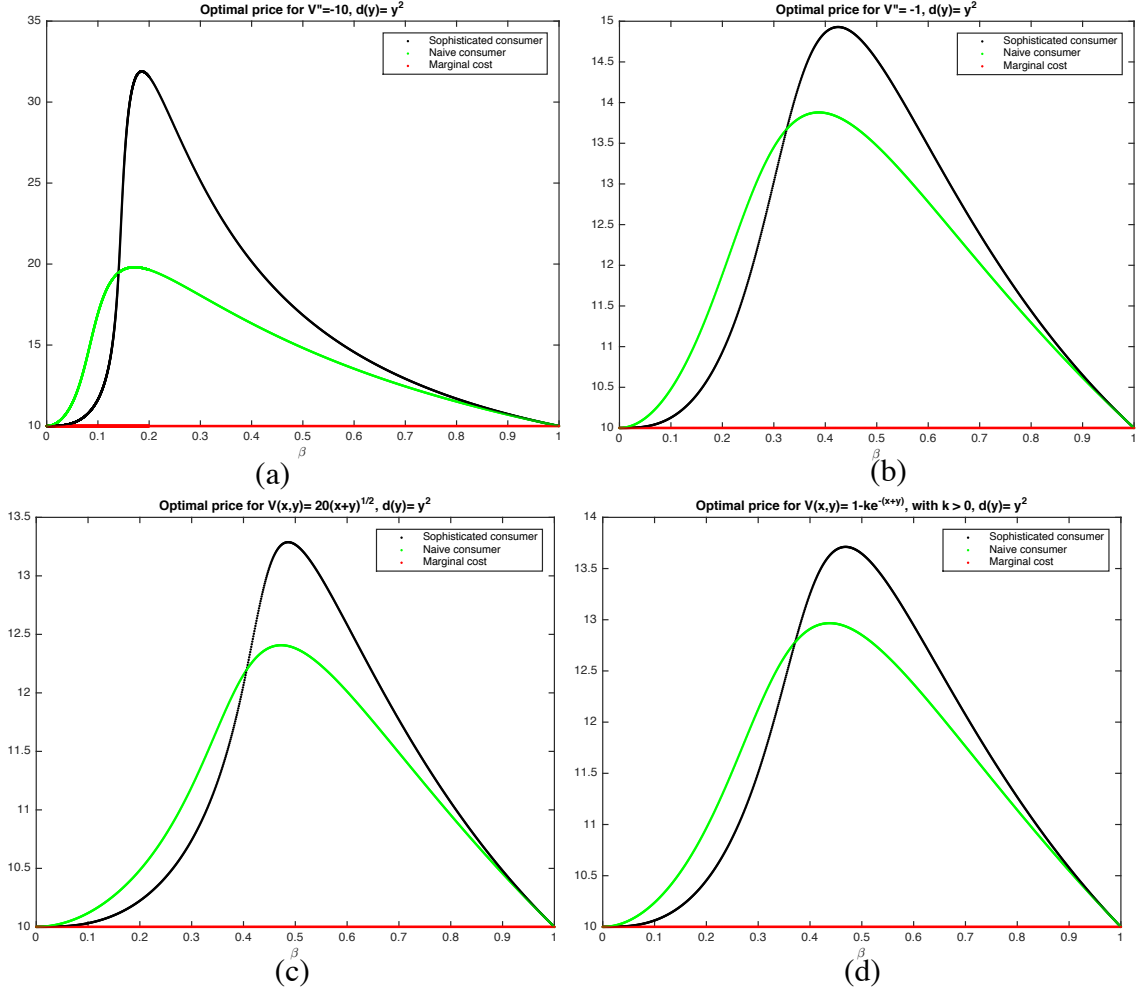 Optimal price for V"=-10, d(y)= y²
35
30
25
20
15
10
0 0.1 0.2 0.3 0.4 0.5 0.6 0.7 0.8 0.9 1
β
Sophisticated consumer
Naive consumer
Marginal cost
(a)
Optimal price for V"= -1, d(y)= y²
15
14.5
14
13.5
13
12.5
12
11.5
11
10.5
10
0 0.1 0.2 0.3 0.4 0.5 0.6 0.7 0.8 0.9 1
β
Sophisticated consumer
Naive consumer
Marginal cost
(b)
Optimal price for V(x,y)= 20(x+y)^1/2, d(y)= y²
13.5
13
12.5
12
11.5
11
10.5
10
0 0.1 0.2 0.3 0.4 0.5 0.6 0.7 0.8 0.9 1
β
Sophisticated consumer
Naive consumer
Marginal cost
(c)
Optimal price for V(x,y)= 1-ke^-(x+y), with k > 0, d(y)= y²
14
13.5
13
12.5
12
11.5
11
10.5
10
0 0.1 0.2 0.3 0.4 0.5 0.6 0.7 0.8 0.9 1
β
Sophisticated consumer
Naive consumer
Marginal cost
(d)